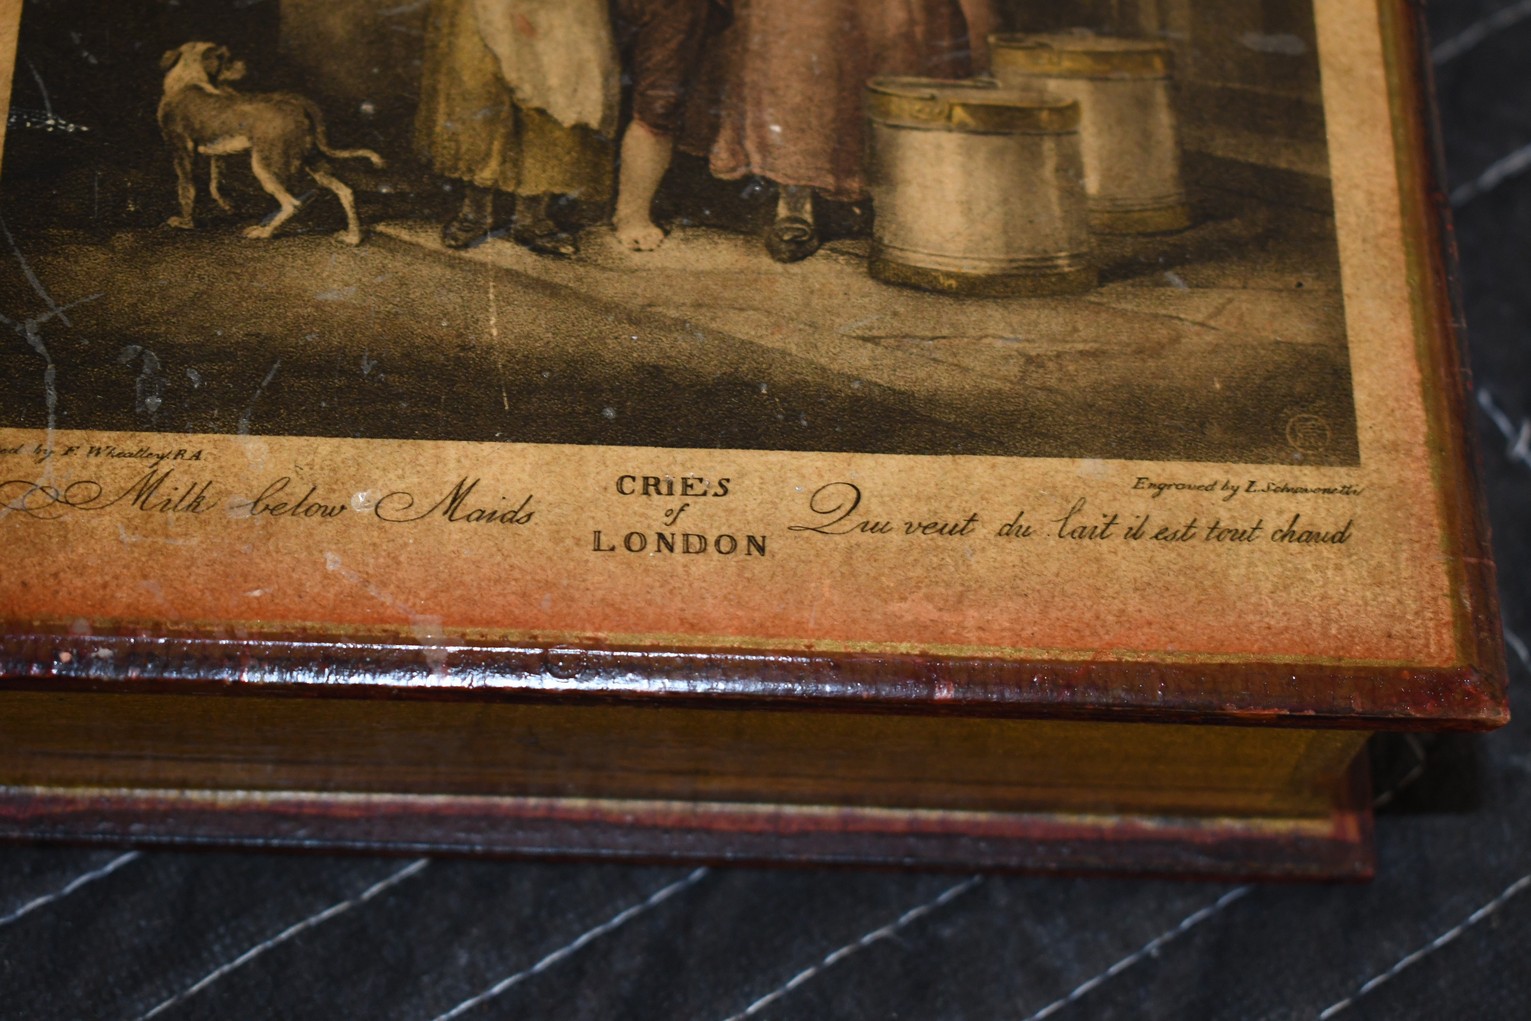 ed by F. Wheatley R.A.
Engraved by L. Schiavonetti
Milk below Maids
CRIES
of
LONDON
Qui veut du lait il est tout chaud